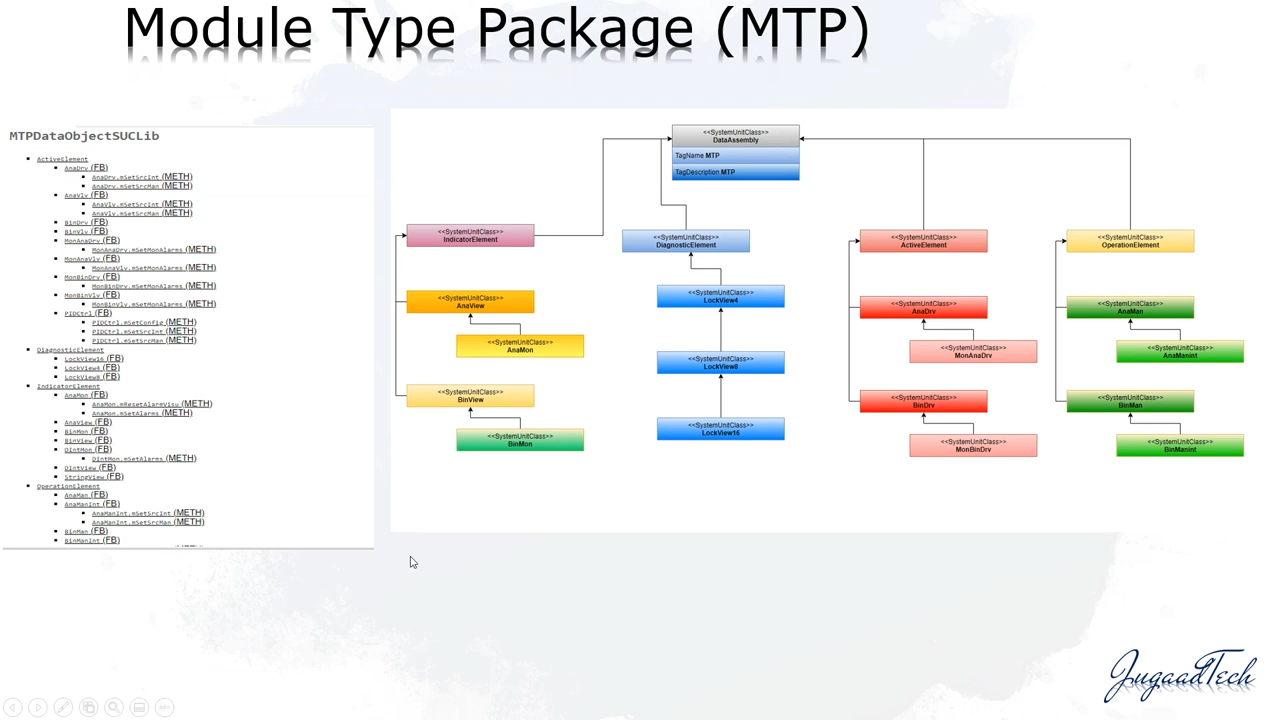 Module Type Package (MTP)
MTPDataObjectSUCLib
ActiveElement
AnaDrv (FB)
AnaDrv.mSetSrcInt (METH)
AnaDrv.mSetSrcMan (METH)
AnaVlv (FB)
AnaVlv.mSetSrcInt (METH)
AnaVlv.mSetSrcMan (METH)
BinDrv (FB)
BinVlv (FB)
MonAnaDrv (FB)
MonAnaDrv.mSetMonAlarms (METH)
MonAnaVlv (FB)
MonAnaVlv.mSetMonAlarms (METH)
MonBinDrv (FB)
MonBinDrv.mSetMonAlarms (METH)
MonBinVlv (FB)
MonBinVlv.mSetMonAlarms (METH)
PIDCtrl (FB)
PIDCtrl.mSetConfig (METH)
PIDCtrl.mSetSrcInt (METH)
PIDCtrl.mSetSrcMan (METH)
DiagnosticElement
LockView16 (FB)
LockView4 (FB)
LockView8 (FB)
IndicatorElement
AnaMon (FB)
AnaMon.mResetAlarmVisu (METH)
AnaMon.mSetAlarms (METH)
AnaView (FB)
BinMon (FB)
BinView (FB)
DIntMon (FB)
DIntMon.mSetAlarms (METH)
DIntView (FB)
StringView (FB)
OperationElement
AnaMan (FB)
AnaManInt (FB)
AnaManInt.mSetSrcInt (METH)
AnaManInt.mSetSrcMan (METH)
BinMan (FB)
BinManInt (FB)
<<SystemUnitClass>>
DataAssembly
TagName MTP
TagDescription MTP
<<SystemUnitClass>>
IndicatorElement
<<SystemUnitClass>>
AnaView
<<SystemUnitClass>>
AnaMon
<<SystemUnitClass>>
BinView
<<SystemUnitClass>>
BinMon
<<SystemUnitClass>>
DiagnosticElement
<<SystemUnitClass>>
LockView4
<<SystemUnitClass>>
LockView8
<<SystemUnitClass>>
LockView16
<<SystemUnitClass>>
ActiveElement
<<SystemUnitClass>>
AnaDrv
<<SystemUnitClass>>
MonAnaDrv
<<SystemUnitClass>>
BinDrv
<<SystemUnitClass>>
MonBinDrv
<<SystemUnitClass>>
OperationElement
<<SystemUnitClass>>
AnaMan
<<SystemUnitClass>>
AnaManint
<<SystemUnitClass>>
BinMan
<<SystemUnitClass>>
BinManint
JugaadTech